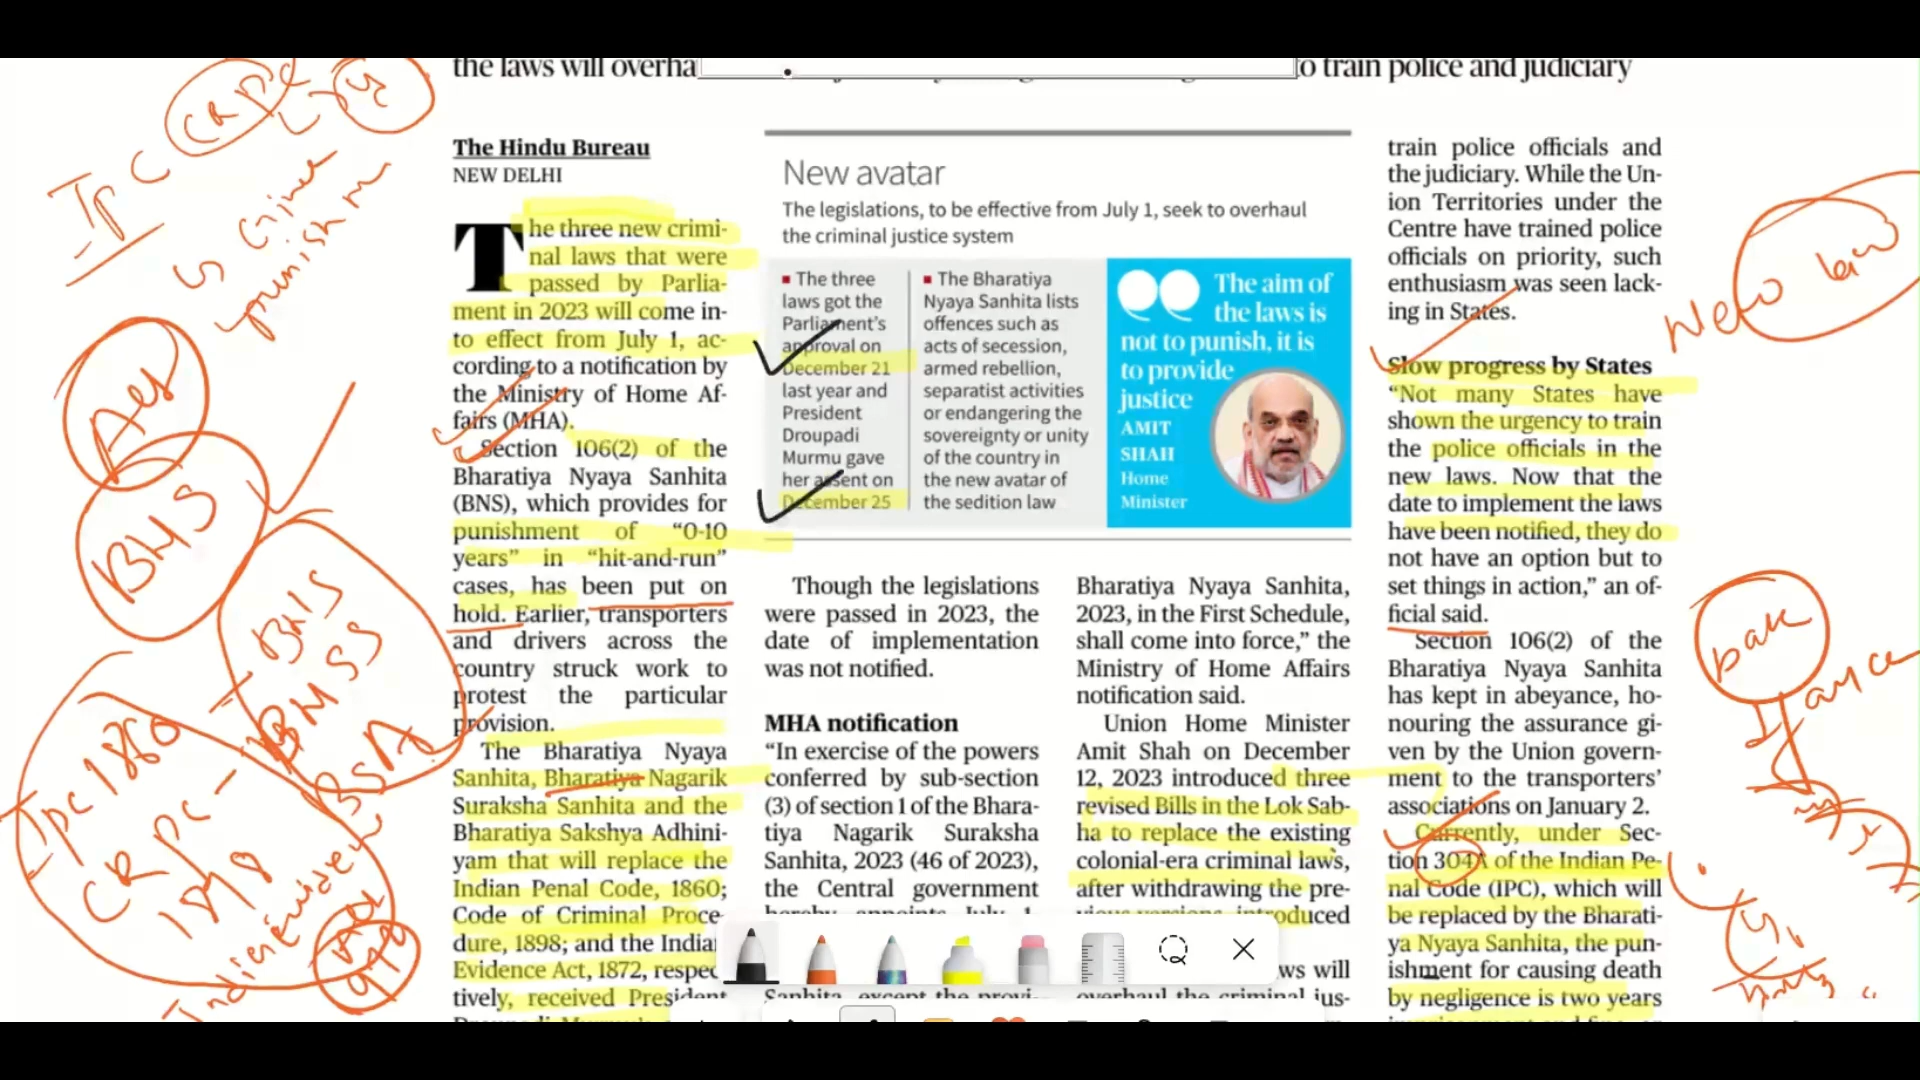 the laws will overha
o train police and judiciary
The Hindu Bureau
NEW DELHI
The three new crimi-
nal laws that were
passed by Parlia-
ment in 2023 will come in-
to effect from July 1, ac-
cording to a notification by
the Ministry of Home Af-
fairs (MHA).
Section 106(2) of the
Bharatiya Nyaya Sanhita
(BNS), which provides for
punishment of “0-10
years” in “hit-and-run”
cases, has been put on
hold. Earlier, transporters
and drivers across the
country struck work to
protest the particular
provision.
The Bharatiya Nyaya
Sanhita, Bharatiya Nagarik
Suraksha Sanhita and the
Bharatiya Sakshya Adhini-
yam that will replace the
Indian Penal Code, 1860;
Code of Criminal Proce-
dure, 1898; and the Indian
Evidence Act, 1872, respec-
tively, received President
New avatar
The legislations, to be effective from July 1, seek to overhaul
the criminal justice system
The three
laws got the
Parliament’s
approval on
December 21
last year and
President
Droupadi
Murmu gave
her assent on
December 25
The Bharatiya
Nyaya Sanhita lists
offences such as
acts of secession,
armed rebellion,
separatist activities
or endangering the
sovereignty or unity
of the country in
the new avatar of
the sedition law
The aim of
the laws is
not to punish, it is
to provide
justice
AMIT
SHAH
Home
Minister
Though the legislations
were passed in 2023, the
date of implementation
was not notified.
MHA notification
“In exercise of the powers
conferred by sub-section
(3) of section 1 of the Bhara-
tiya Nagarik Suraksha
Sanhita, 2023 (46 of 2023),
the Central government
hereby appoints July 1,
Sanhita, except the provi-
Bharatiya Nyaya Sanhita,
2023, in the First Schedule,
shall come into force,” the
Ministry of Home Affairs
notification said.
Union Home Minister
Amit Shah on December
12, 2023 introduced three
revised Bills in the Lok Sab-
ha to replace the existing
colonial-era criminal laws,
after withdrawing the pre-
vious versions, introduced
ws will
overhaul the criminal jus-
train police officials and
the judiciary. While the Un-
ion Territories under the
Centre have trained police
officials on priority, such
enthusiasm was seen lack-
ing in States.
Slow progress by States
“Not many States have
shown the urgency to train
the police officials in the
new laws. Now that the
date to implement the laws
have been notified, they do
not have an option but to
set things in action,” an of-
ficial said.
Section 106(2) of the
Bharatiya Nyaya Sanhita
has kept in abeyance, ho-
nouring the assurance gi-
ven by the Union govern-
ment to the transporters’
associations on January 2.
Currently, under Sec-
tion 304A of the Indian Pe-
nal Code (IPC), which will
be replaced by the Bharati-
ya Nyaya Sanhita, the pun-
ishment for causing death
by negligence is two years
CRPC
IPC
BNS
BNS
BNSS
BSA
IPC 1860
CRPC -
1898
New law